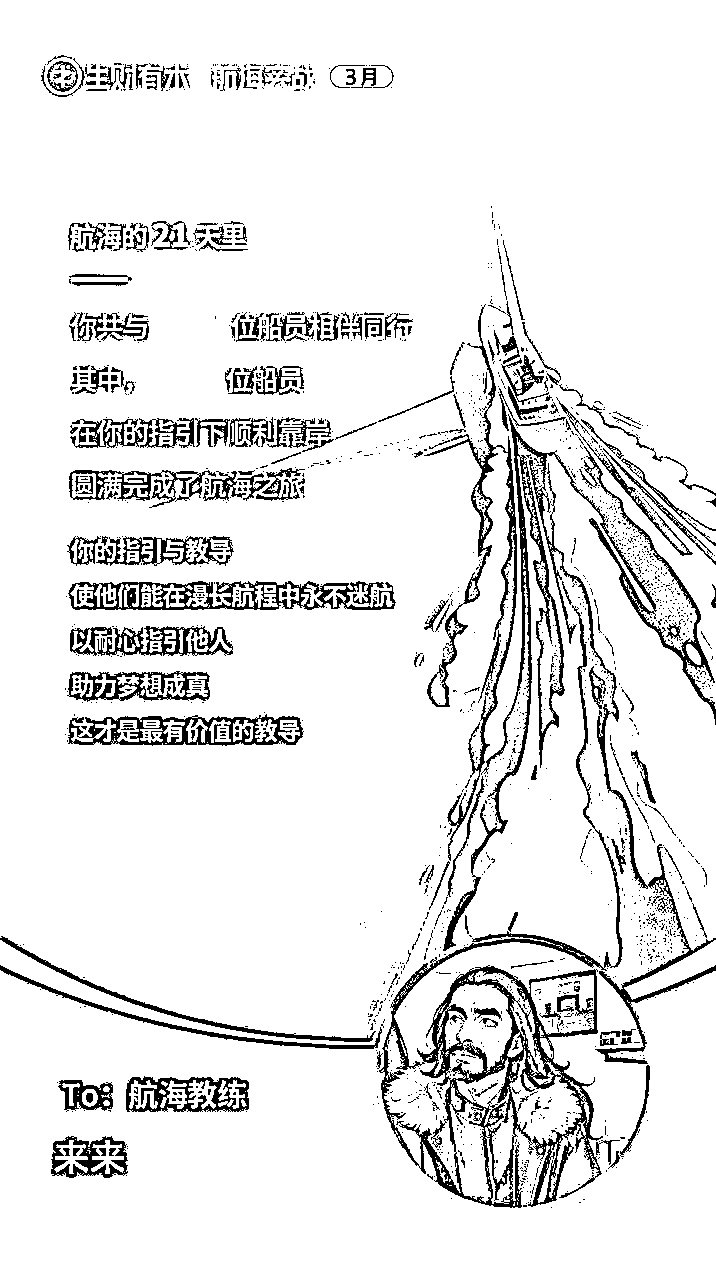 生财有术 航海实战 3月
航海的21天里
你共与 位船员相伴同行
其中, 位船员
在你的指引下顺利靠岸
圆满完成了航海之旅
你的指引与教导
使他们能在漫长航程中永不迷航
以耐心指引他人
助力梦想成真
这才是最有价值的教导
To：航海教练
来来